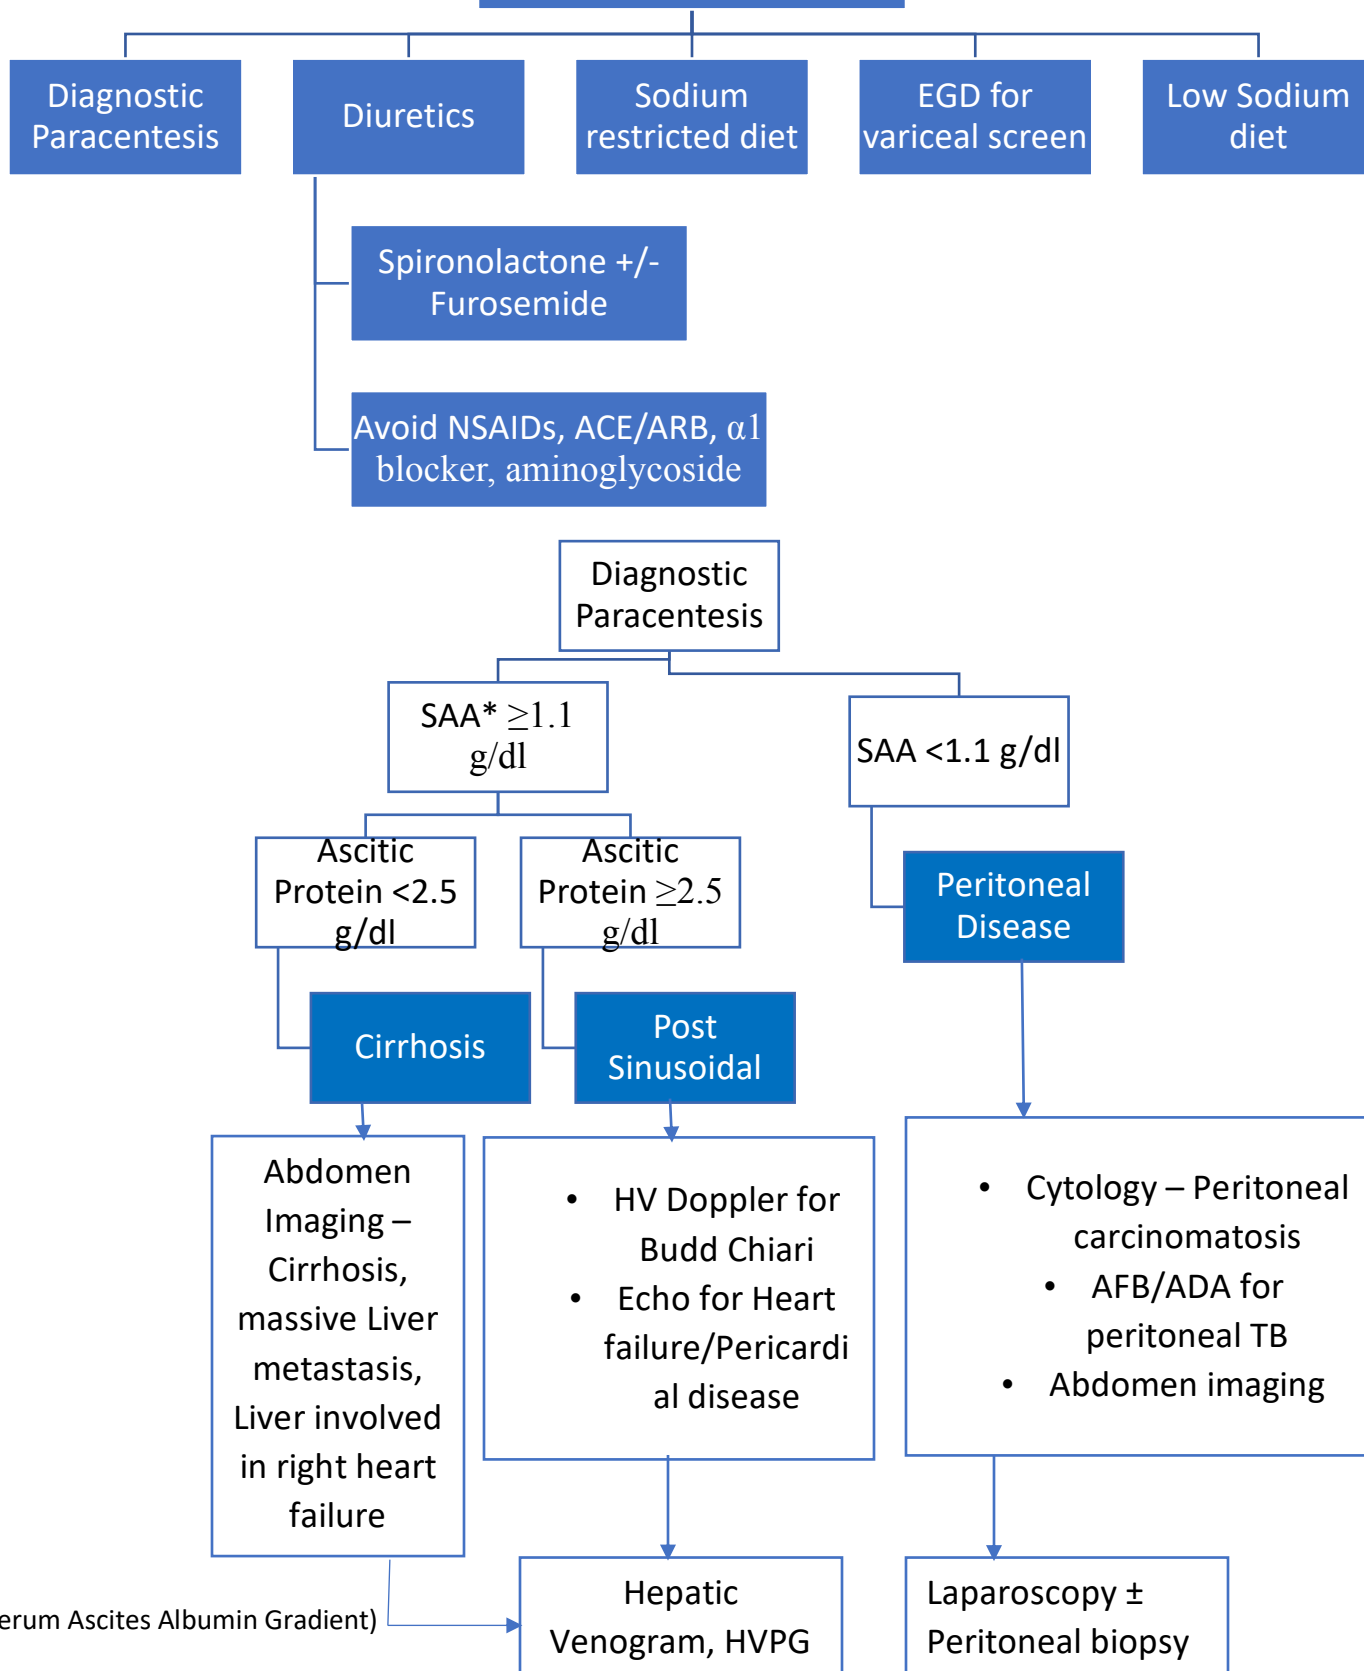 Diagnostic
Paracentesis
Diuretics
Sodium
restricted diet
EGD for
variceal screen
Low Sodium
diet
Spironolactone +/-
Furosemide
Avoid NSAIDs, ACE/ARB, α1
blocker, aminoglycoside
Diagnostic
Paracentesis
SAA* ≥1.1
g/dl
SAA <1.1 g/dl
Ascitic
Protein <2.5
g/dl
Ascitic
Protein ≥2.5
g/dl
Peritoneal
Disease
Cirrhosis
Post
Sinusoidal
Abdomen
Imaging –
Cirrhosis,
massive Liver
metastasis,
Liver involved
in right heart
failure
• HV Doppler for
Budd Chiari
• Echo for Heart
failure/Pericardi
al disease
• Cytology – Peritoneal
carcinomatosis
• AFB/ADA for
peritoneal TB
• Abdomen imaging
erum Ascites Albumin Gradient)
Hepatic
Venogram, HVPG
Laparoscopy ±
Peritoneal biopsy